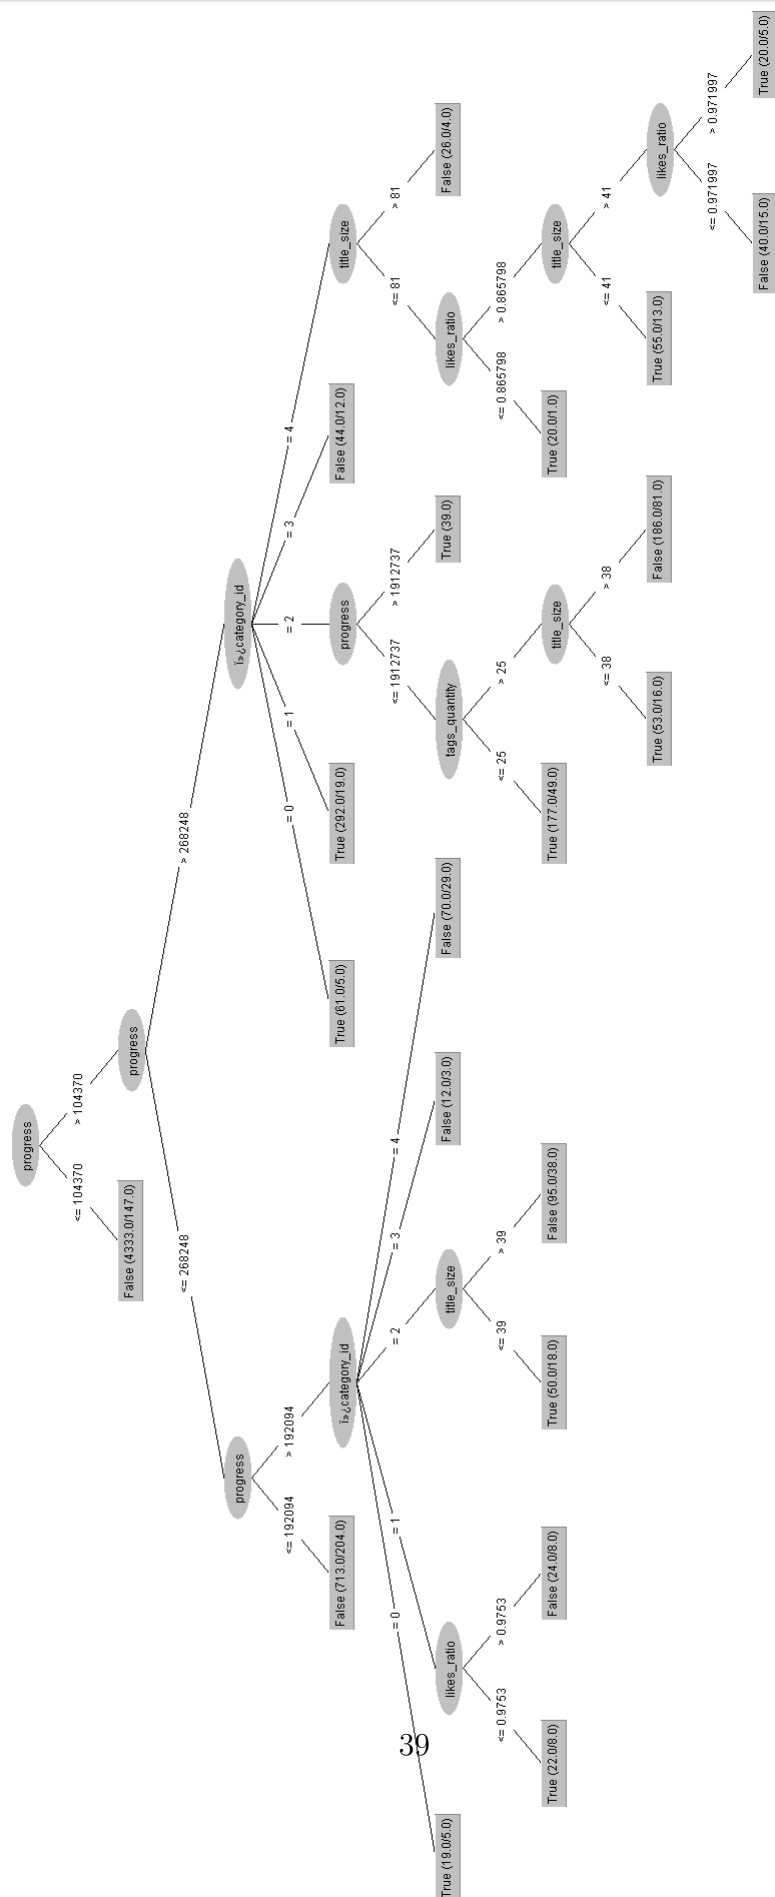 progress
<= 104370
> 104370
False (4333.0/147.0)
progress
<= 268248
> 268248
progress
ï»¿category_id
<= 192094
> 192094
= 0
= 1
= 2
= 3
= 4
False (713.0/204.0)
ï»¿category_id
True (61.0/5.0)
True (292.0/19.0)
progress
False (44.0/12.0)
title_size
= 0
= 1
= 2
= 3
= 4
<= 1912737
> 1912737
<= 81
> 81
True (19.0/5.0)
likes_ratio
title_size
False (12.0/3.0)
False (70.0/29.0)
tags_quantity
True (39.0)
likes_ratio
False (26.0/4.0)
<= 0.9753
> 0.9753
<= 39
> 39
<= 25
> 25
<= 0.865798
> 0.865798
True (22.0/8.0)
False (24.0/8.0)
True (50.0/18.0)
False (95.0/38.0)
True (177.0/49.0)
title_size
True (20.0/1.0)
title_size
<= 38
> 38
<= 41
> 41
True (53.0/16.0)
False (186.0/81.0)
True (55.0/13.0)
likes_ratio
<= 0.971997
> 0.971997
False (40.0/15.0)
True (20.0/5.0)
39